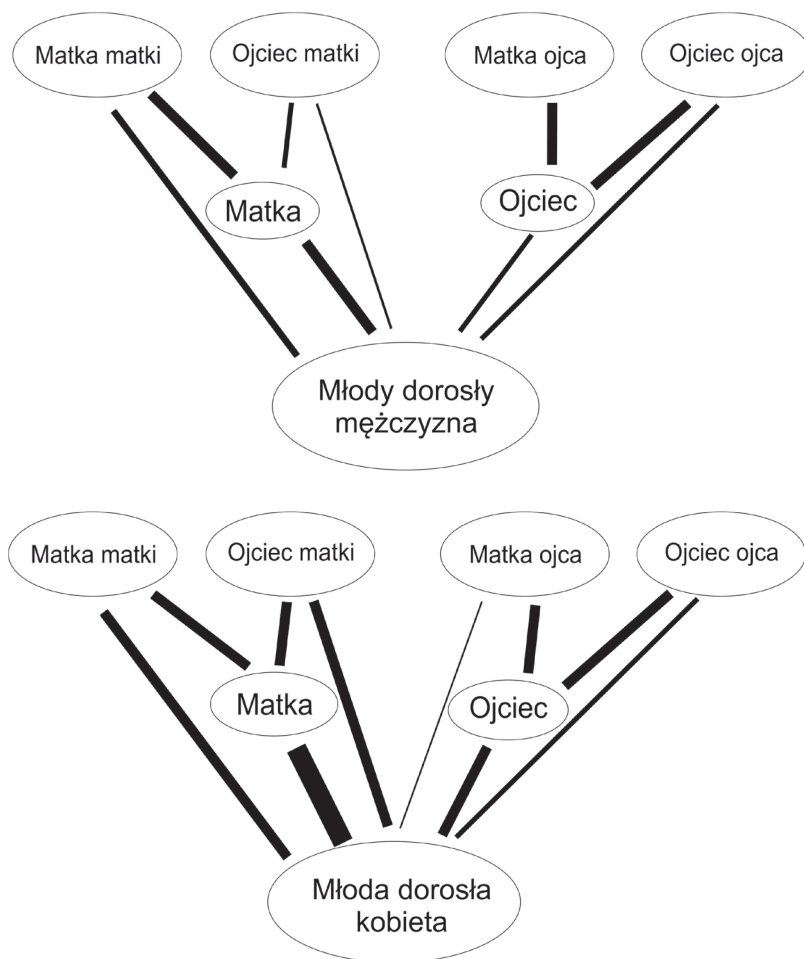 Matka matki
Ojciec matki
Matka ojca
Ojciec ojca
Matka
Ojciec
Młody dorosły
mężczyzna
Matka matki
Ojciec matki
Matka ojca
Ojciec ojca
Matka
Ojciec
Młoda dorosła
kobieta